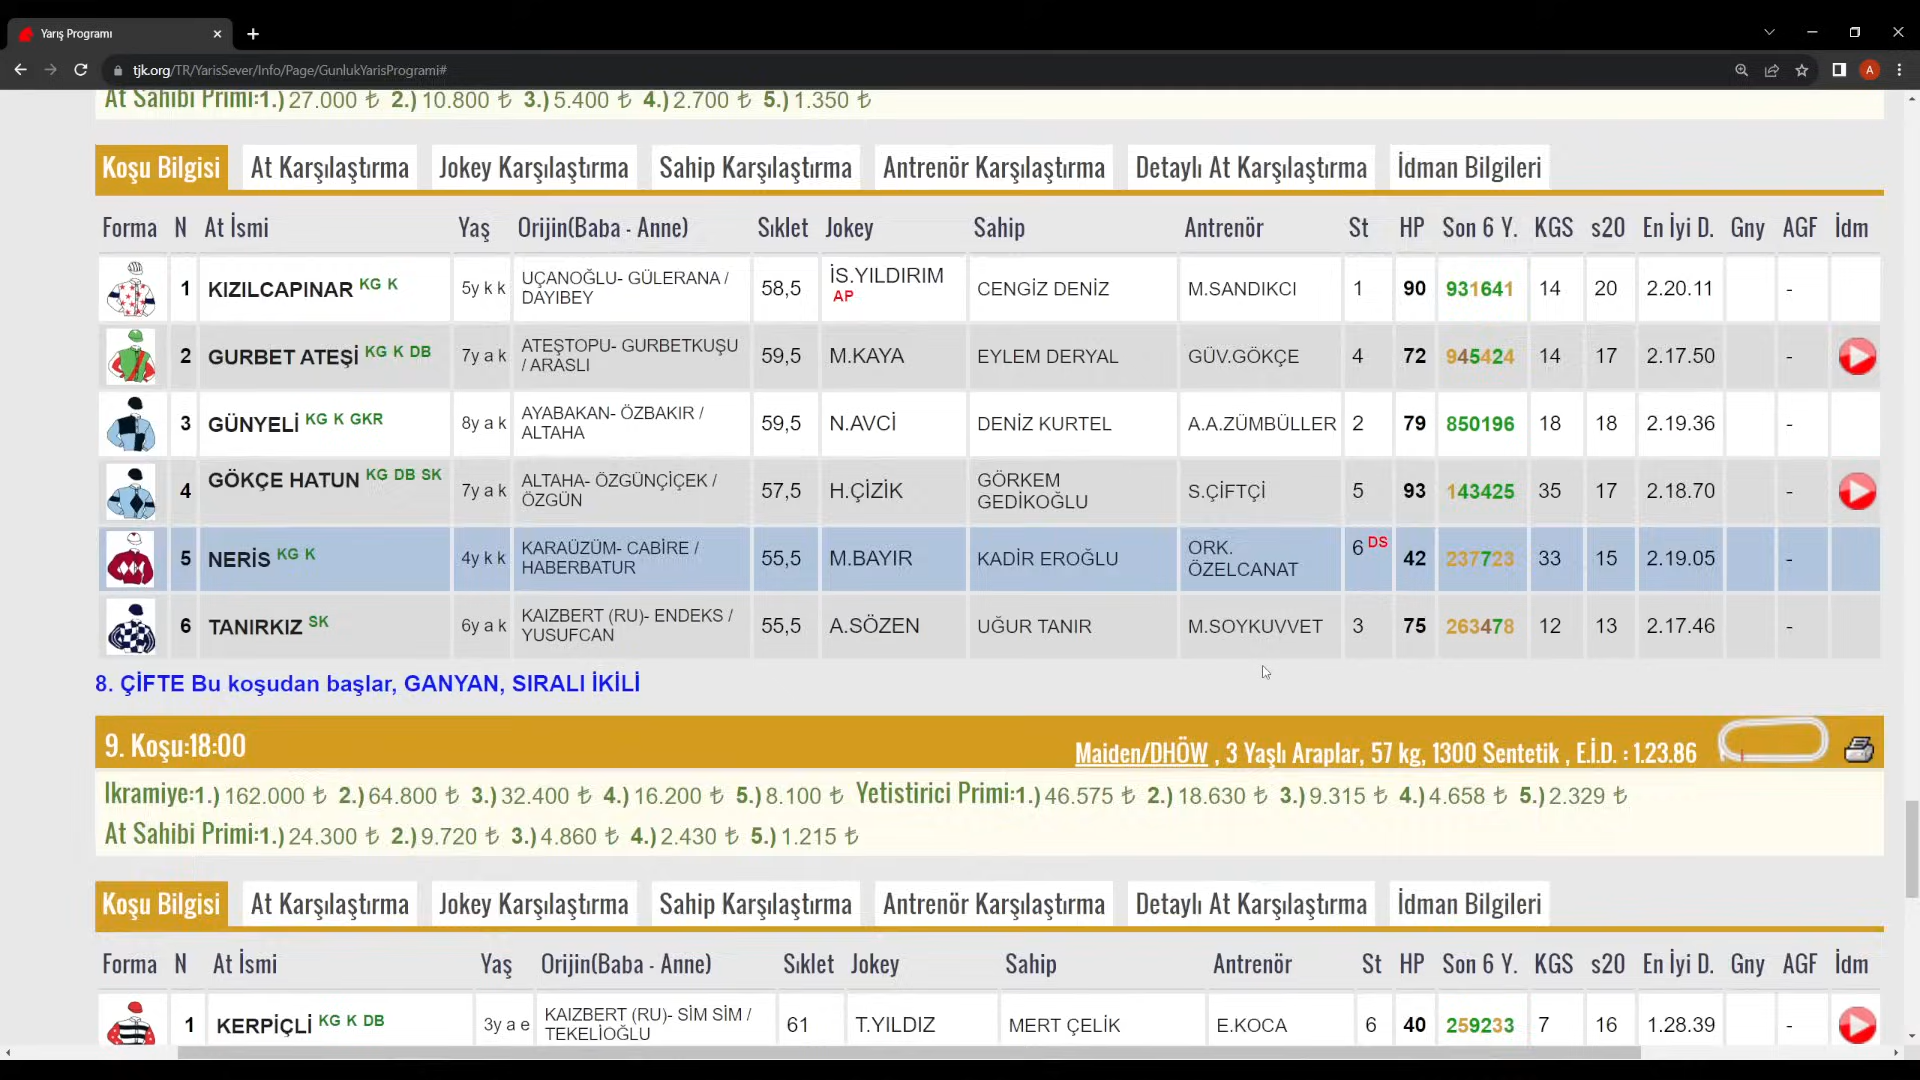 Yarış Programı
tjk.org/TR/YarisSever/Info/Page/GunlukYarisProgrami#
A
At Sahibi Primi:1.) 27.000 ₺ 2.) 10.800 ₺ 3.) 5.400 ₺ 4.) 2.700 ₺ 5.) 1.350 ₺
Koşu Bilgisi At Karşılaştırma Jokey Karşılaştırma Sahip Karşılaştırma Antrenör Karşılaştırma Detaylı At Karşılaştırma İdman Bilgileri
Forma N At İsmi Yaş Orijin(Baba - Anne) Sıklet Jokey Sahip Antrenör St HP Son 6 Y. KGS s20 En İyi D. Gny AGF İdm
1 KIZILCAPINAR KG K 5y k k UÇANOĞLU- GÜLERANA / DAYIBEY 58,5 İS.YILDIRIM AP CENGİZ DENİZ M.SANDIKCI 1 90 931641 14 20 2.20.11 -
2 GURBET ATEŞİ KG K DB 7y a k ATEŞTOPU- GURBETKUŞU / ARASLI 59,5 M.KAYA EYLEM DERYAL GÜV.GÖKÇE 4 72 945424 14 17 2.17.50 -
3 GÜNYELİ KG K GKR 8y a k AYABAKAN- ÖZBAKIR / ALTAHA 59,5 N.AVCİ DENİZ KURTEL A.A.ZÜMBÜLLER 2 79 850196 18 18 2.19.36 -
4 GÖKÇE HATUN KG DB SK 7y a k ALTAHA- ÖZGÜNÇİÇEK / ÖZGÜN 57,5 H.ÇİZİK GÖRKEM GEDİKOĞLU S.ÇİFTÇİ 5 93 143425 35 17 2.18.70 -
5 NERİS KG K 4y k k KARAÜZÜM- CABİRE / HABERBATUR 55,5 M.BAYIR KADİR EROĞLU ORK. ÖZELCANAT 6 DS 42 237723 33 15 2.19.05 -
6 TANIRKIZ SK 6y a k KAIZBERT (RU)- ENDEKS / YUSUFCAN 55,5 A.SÖZEN UĞUR TANIR M.SOYKUVVET 3 75 263478 12 13 2.17.46 -
8. ÇİFTE Bu koşudan başlar, GANYAN, SIRALI İKİLİ
9. Koşu:18:00 Maiden/DHÖW , 3 Yaşlı Araplar, 57 kg, 1300 Sentetik , E.İ.D. : 1.23.86
Ikramiye:1.) 162.000 ₺ 2.) 64.800 ₺ 3.) 32.400 ₺ 4.) 16.200 ₺ 5.) 8.100 ₺ Yetistirici Primi:1.) 46.575 ₺ 2.) 18.630 ₺ 3.) 9.315 ₺ 4.) 4.658 ₺ 5.) 2.329 ₺
At Sahibi Primi:1.) 24.300 ₺ 2.) 9.720 ₺ 3.) 4.860 ₺ 4.) 2.430 ₺ 5.) 1.215 ₺
Koşu Bilgisi At Karşılaştırma Jokey Karşılaştırma Sahip Karşılaştırma Antrenör Karşılaştırma Detaylı At Karşılaştırma İdman Bilgileri
Forma N At İsmi Yaş Orijin(Baba - Anne) Sıklet Jokey Sahip Antrenör St HP Son 6 Y. KGS s20 En İyi D. Gny AGF İdm
1 KERPİÇLİ KG K DB 3y a e KAIZBERT (RU)- SİM SİM / TEKELİOĞLU 61 T.YILDIZ MERT ÇELİK E.KOCA 6 40 259233 7 16 1.28.39 -